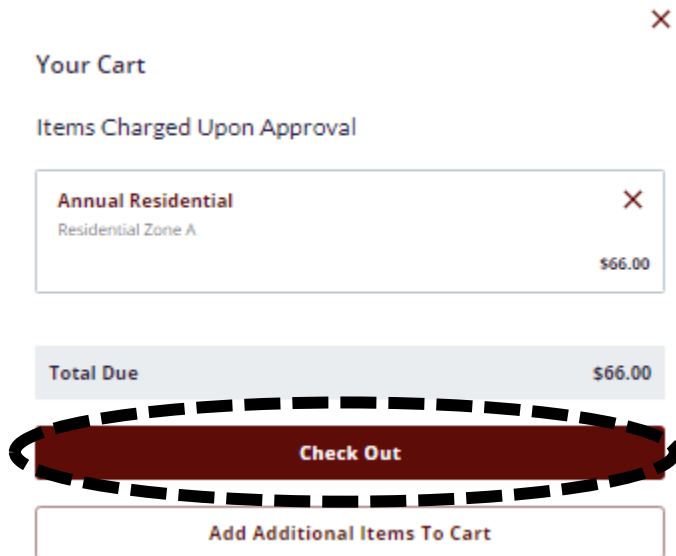 Your Cart
Items Charged Upon Approval
Annual Residential
Residential Zone A
$66.00
Total Due $66.00
Check Out
Add Additional Items To Cart